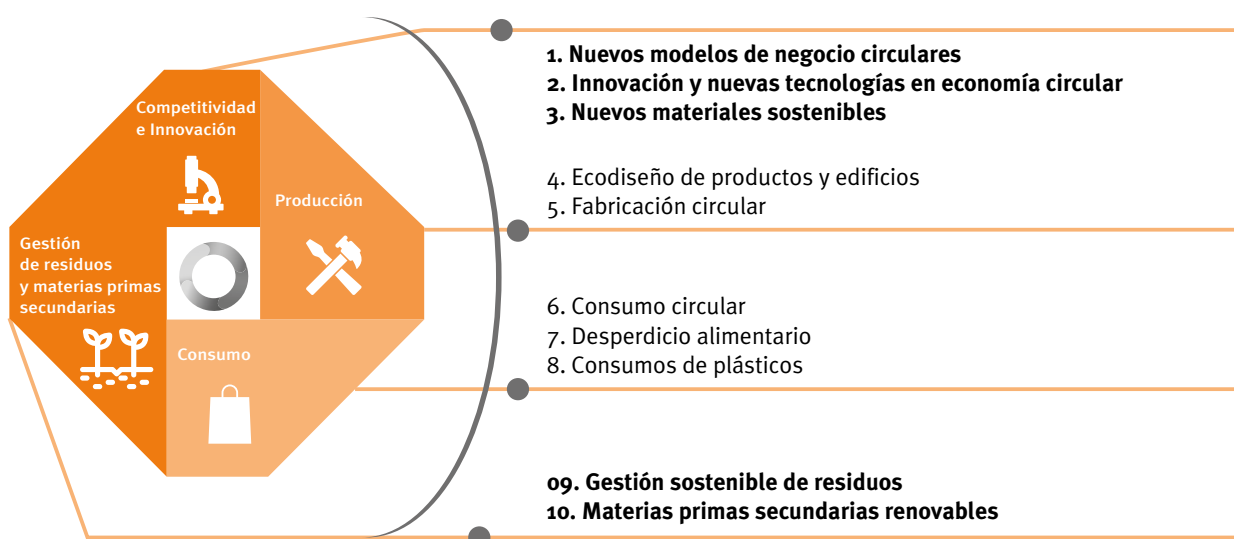 Competitividad
e Innovación
Producción
Gestión
de residuos
y materias primas
secundarias
Consumo
1. Nuevos modelos de negocio circulares
2. Innovación y nuevas tecnologías en economía circular
3. Nuevos materiales sostenibles
4. Ecodiseño de productos y edificios
5. Fabricación circular
6. Consumo circular
7. Desperdicio alimentario
8. Consumos de plásticos
09. Gestión sostenible de residuos
10. Materias primas secundarias renovables